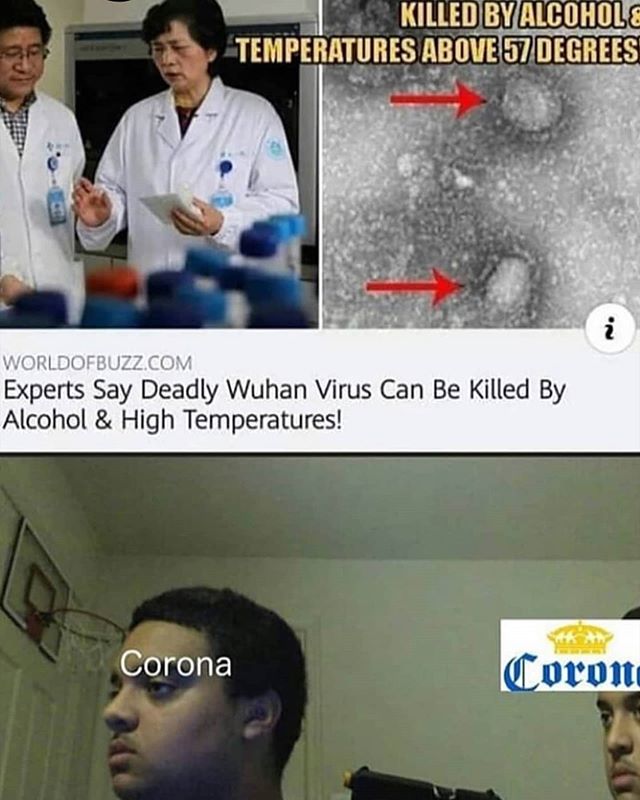 KILLED BY ALCOHOL &
TEMPERATURES ABOVE 57 DEGREES
i
WORLDOFBUZZ.COM
Experts Say Deadly Wuhan Virus Can Be Killed By
Alcohol & High Temperatures!
Corona
Corona